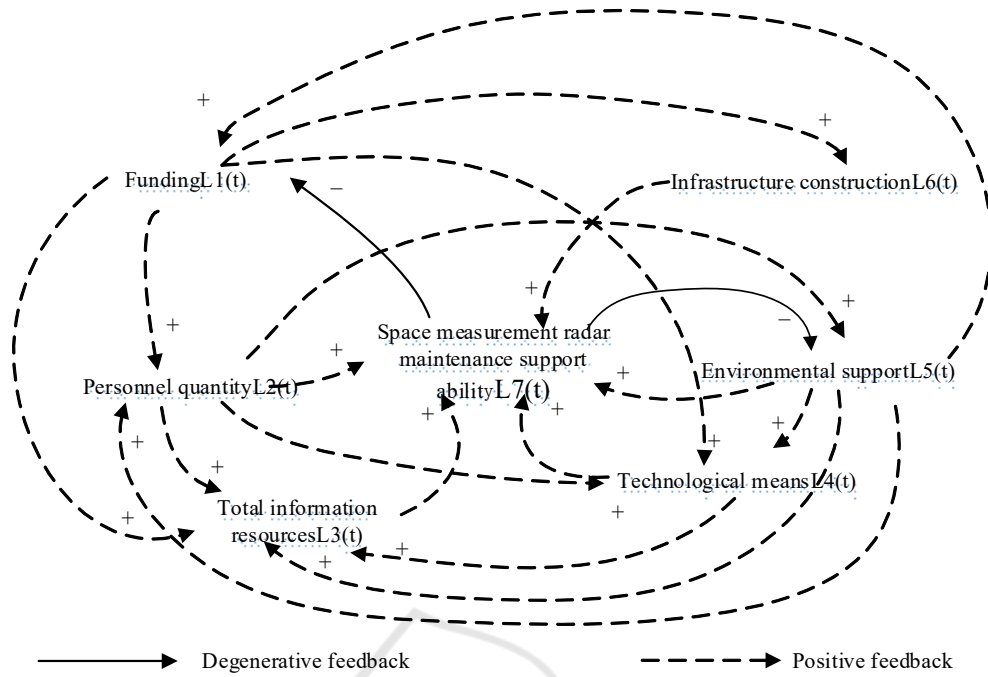 +
+
FundingL1(t)
−
Infrastructure constructionL6(t)
+
+
+
−
Space measurement radar
maintenance support
abilityL7(t)
+
Personnel quantityL2(t)
+
Environmental supportL5(t)
+
+
+
+
+
+
Technological meansL4(t)
+
Total information
resourcesL3(t)
+
+
+
+
Degenerative feedback
Positive feedback